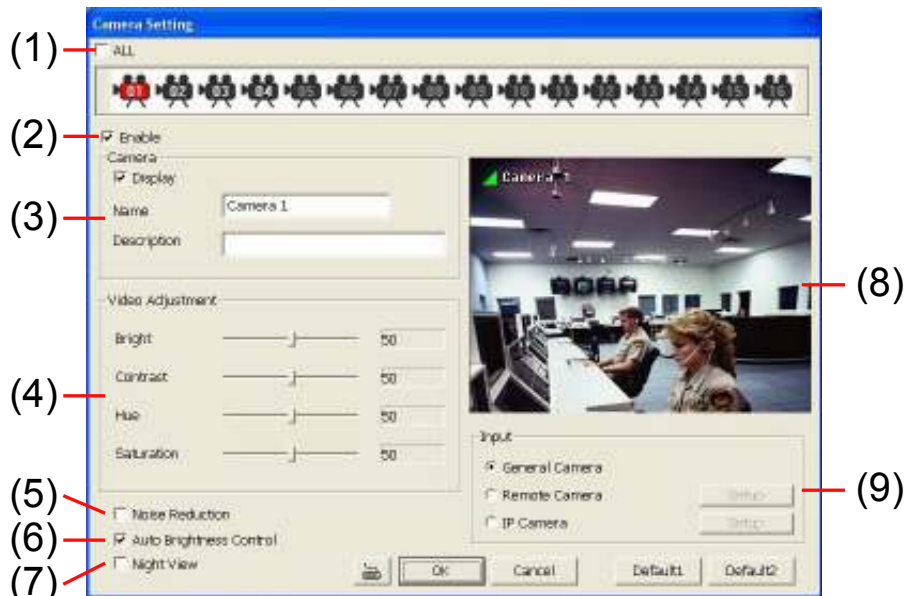 Camera Setting
(1)
ALL
01 02 03 04 05 06 07 08 09 10 11 12 13 14 15 16
(2)
Enable
Camera
Display
(3)
Name
Camera 1
Description
Camera 1
(8)
Video Adjustment
Bright
50
Contrast
50
(4)
Hue
50
Saturation
50
Input
General Camera
Remote Camera
Setup
(9)
IP Camera
Setup
(5)
Noise Reduction
(6)
Auto Brightness Control
(7)
Night View
OK
Cancel
Default1
Default2